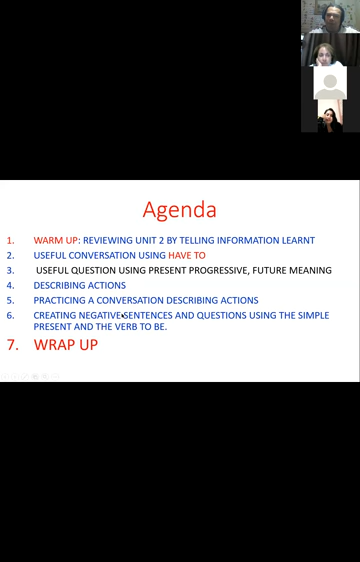 Agenda
1. WARM UP: REVIEWING UNIT 2 BY TELLING INFORMATION LEARNT
2. USEFUL CONVERSATION USING HAVE TO
3. USEFUL QUESTION USING PRESENT PROGRESSIVE, FUTURE MEANING
4. DESCRIBING ACTIONS
5. PRACTICING A CONVERSATION DESCRIBING ACTIONS
6. CREATING NEGATIVE SENTENCES AND QUESTIONS USING THE SIMPLE
PRESENT AND THE VERB TO BE.
7. WRAP UP